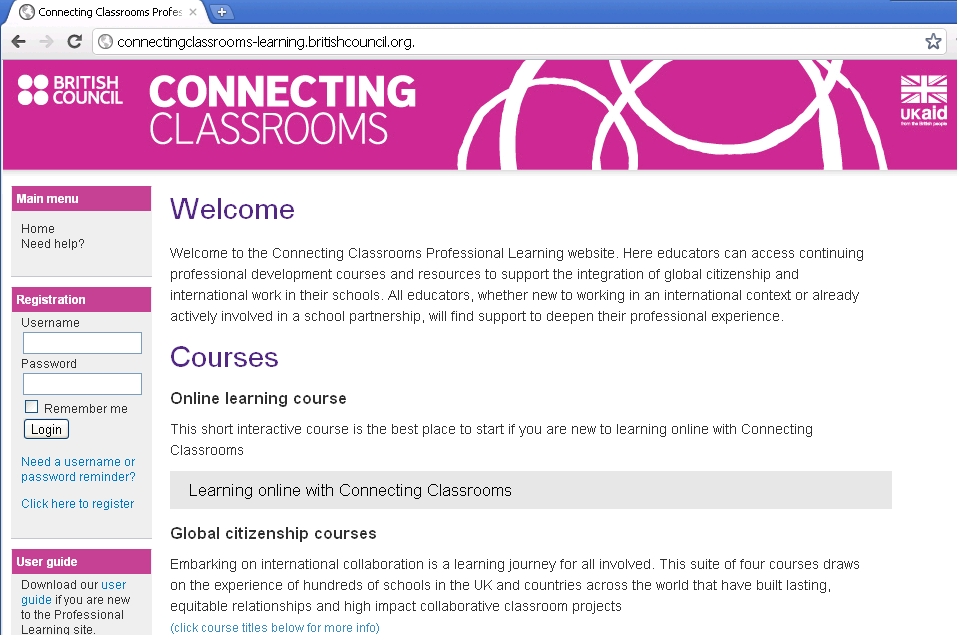 Connecting Classrooms Profes
connectingclassrooms-learning.britishcouncil.org.
BRITISH
COUNCIL
CONNECTING
CLASSROOMS
UKaid
from the British people
Main menu
Home
Need help?
Registration
Username
Password
Remember me
Login
Need a username or
password reminder?
Click here to register
User guide
Download our user
guide if you are new
to the Professional
Learning site.
Welcome
Welcome to the Connecting Classrooms Professional Learning website. Here educators can access continuing
professional development courses and resources to support the integration of global citizenship and
international work in their schools. All educators, whether new to working in an international context or already
actively involved in a school partnership, will find support to deepen their professional experience.
Courses
Online learning course
This short interactive course is the best place to start if you are new to learning online with Connecting
Classrooms
Learning online with Connecting Classrooms
Global citizenship courses
Embarking on international collaboration is a learning journey for all involved. This suite of four courses draws
on the experience of hundreds of schools in the UK and countries across the world that have built lasting,
equitable relationships and high impact collaborative classroom projects
(click course titles below for more info)